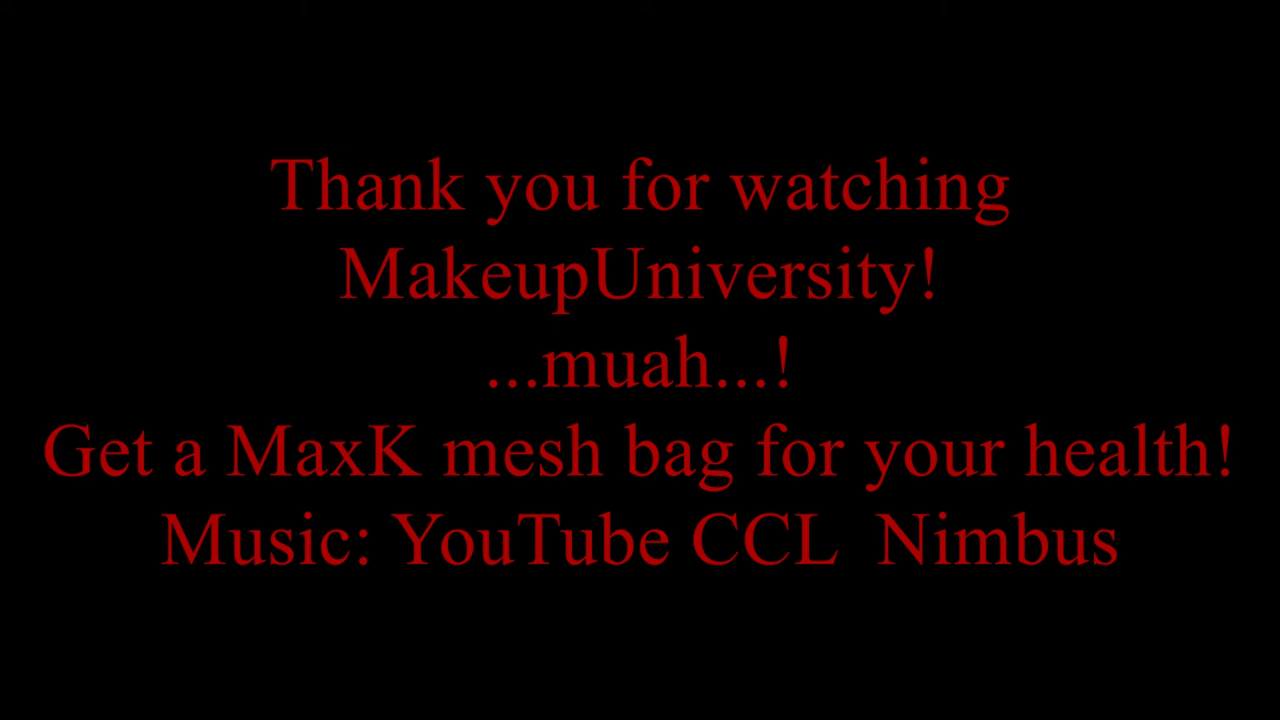 Thank you for watching
MakeupUniversity!
...muah...!
Get a MaxK mesh bag for your health!
Music: YouTube CCL  Nimbus